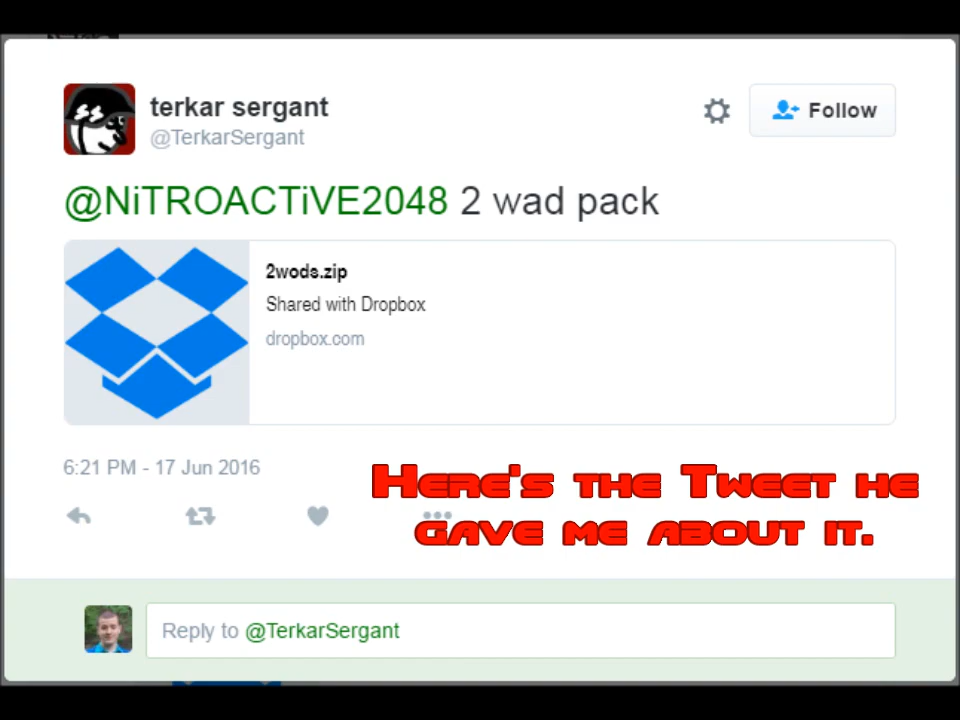 terkar sergant
@TerkarSergant
Follow
@NiTROACTiVE2048 2 wad pack
2wods.zip
Shared with Dropbox
dropbox.com
6:21 PM - 17 Jun 2016
Here's the Tweet he
gave me about it.
Reply to @TerkarSergant